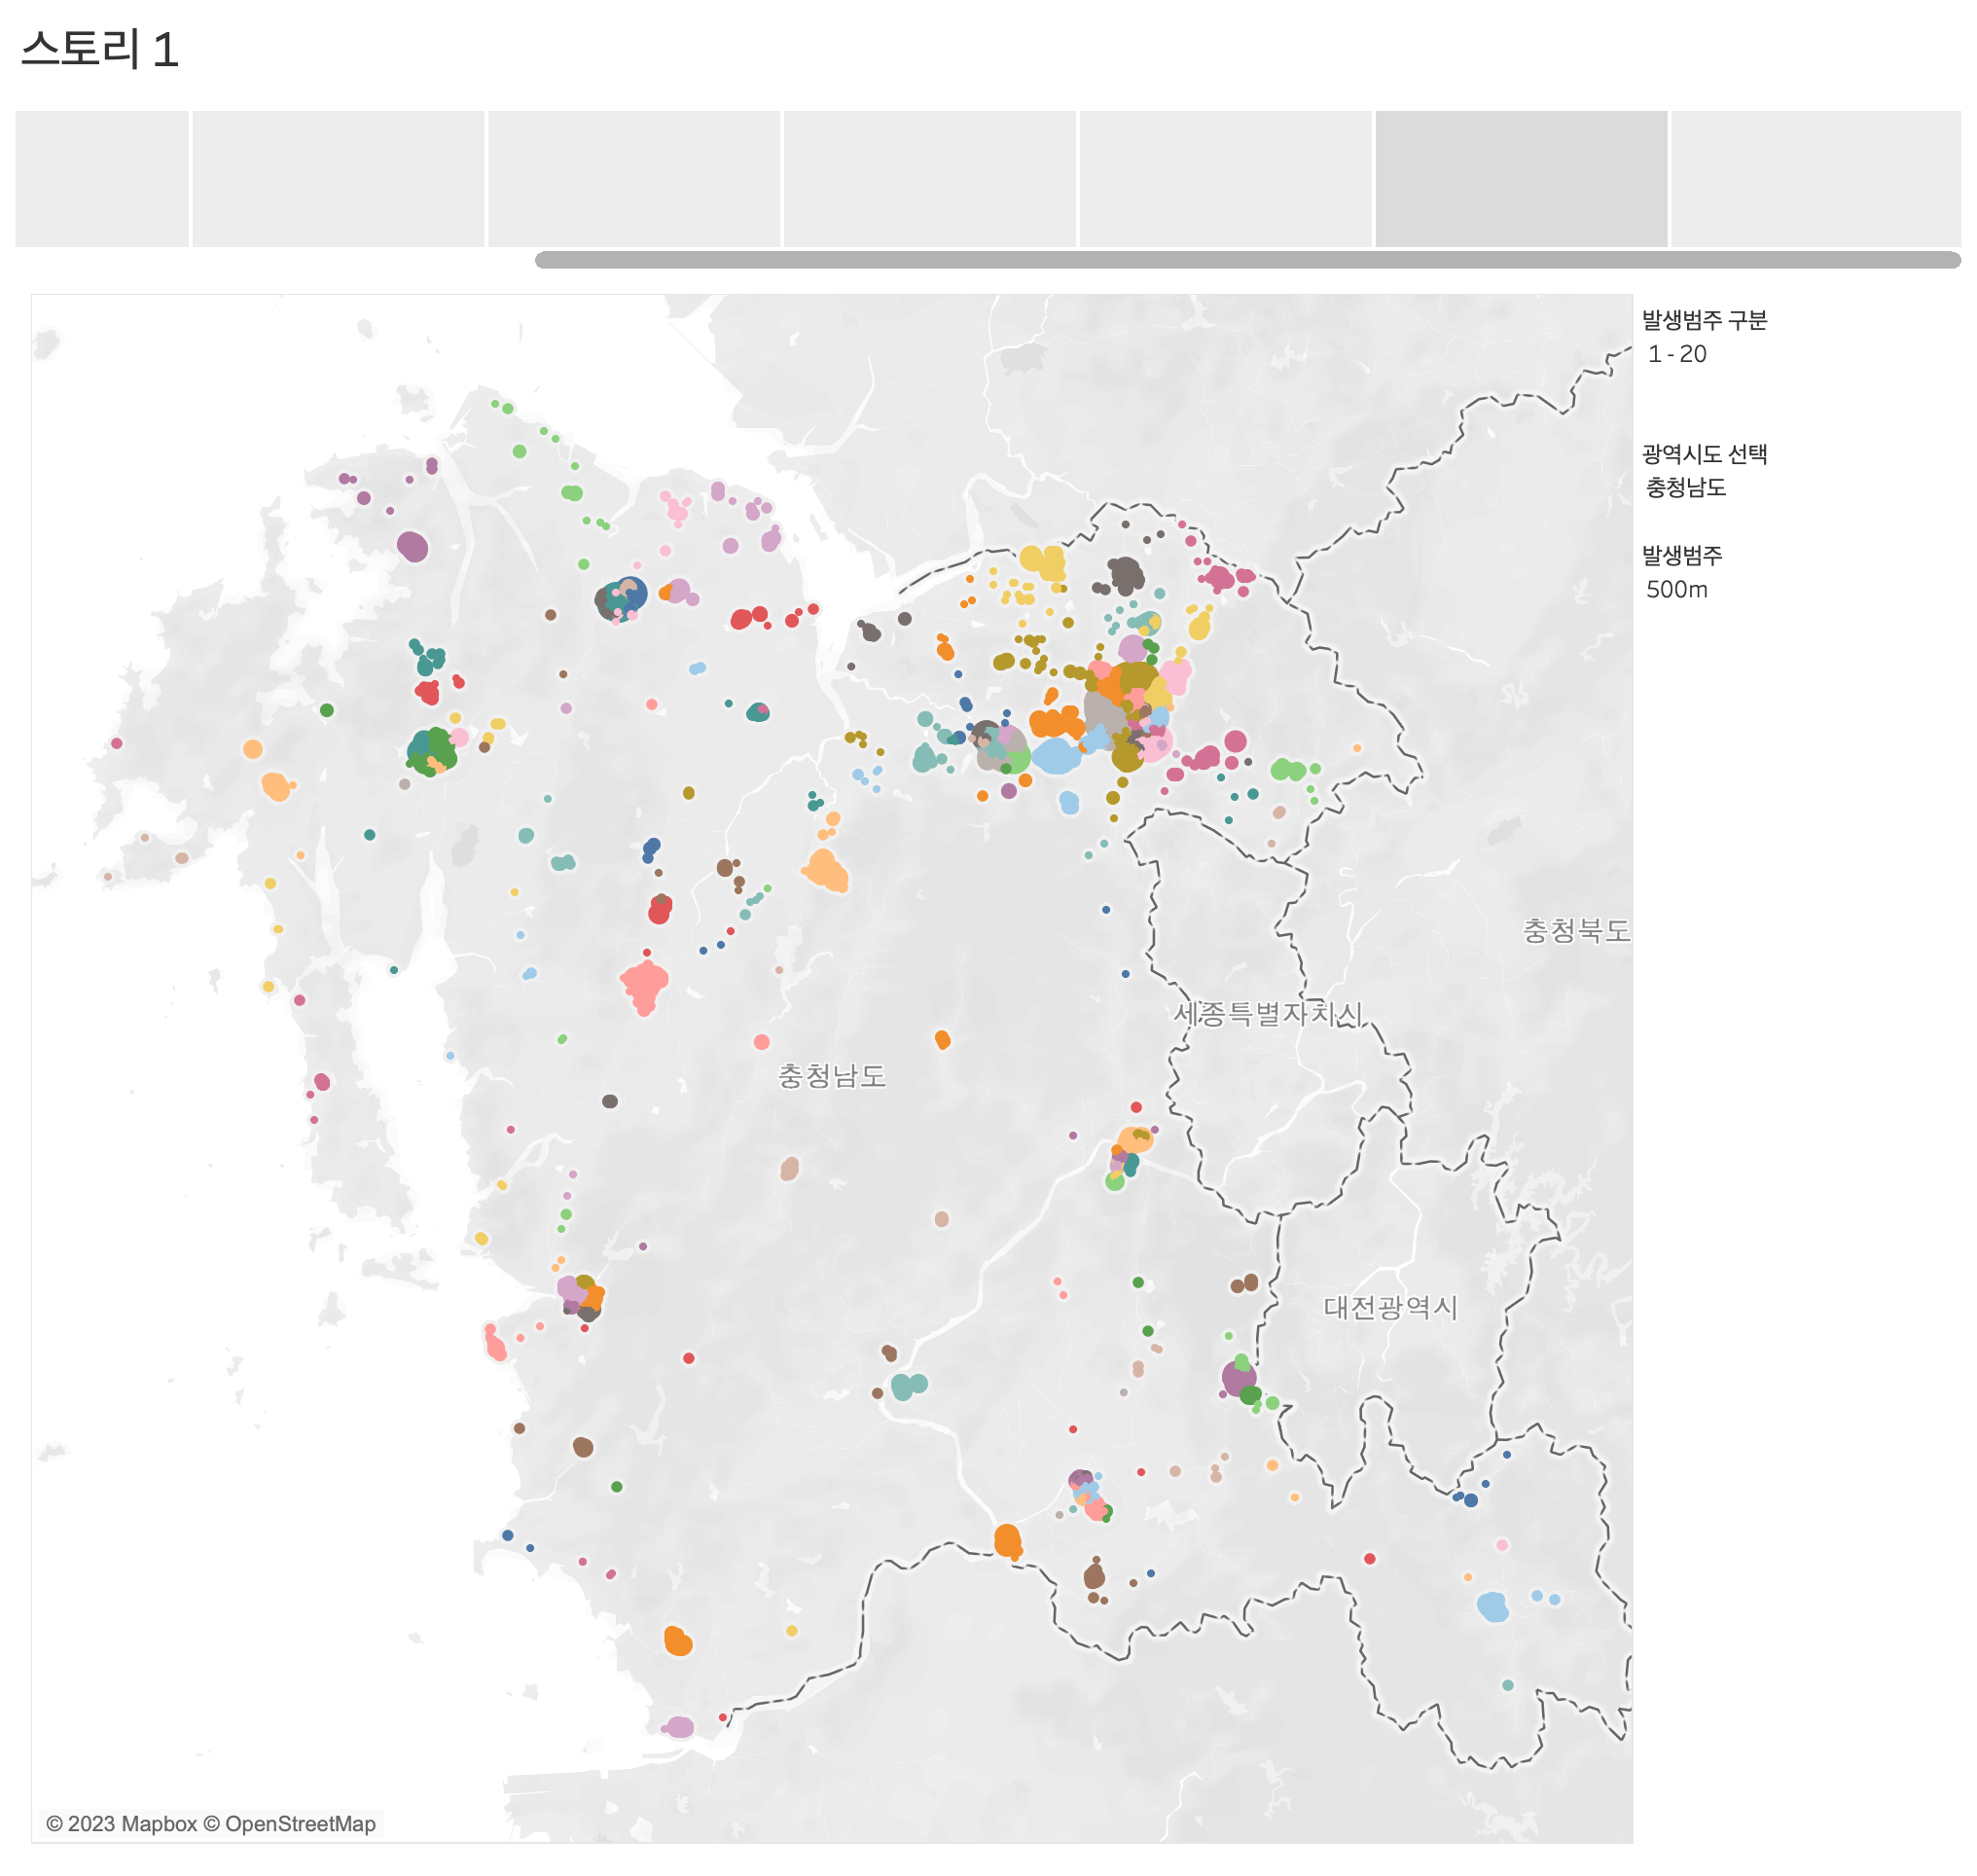 스토리 1
발생범주 구분
1 - 20
광역시도 선택
충청남도
발생범주
500m
충청북도
세종특별자치시
충청남도
대전광역시
© 2023 Mapbox © OpenStreetMap